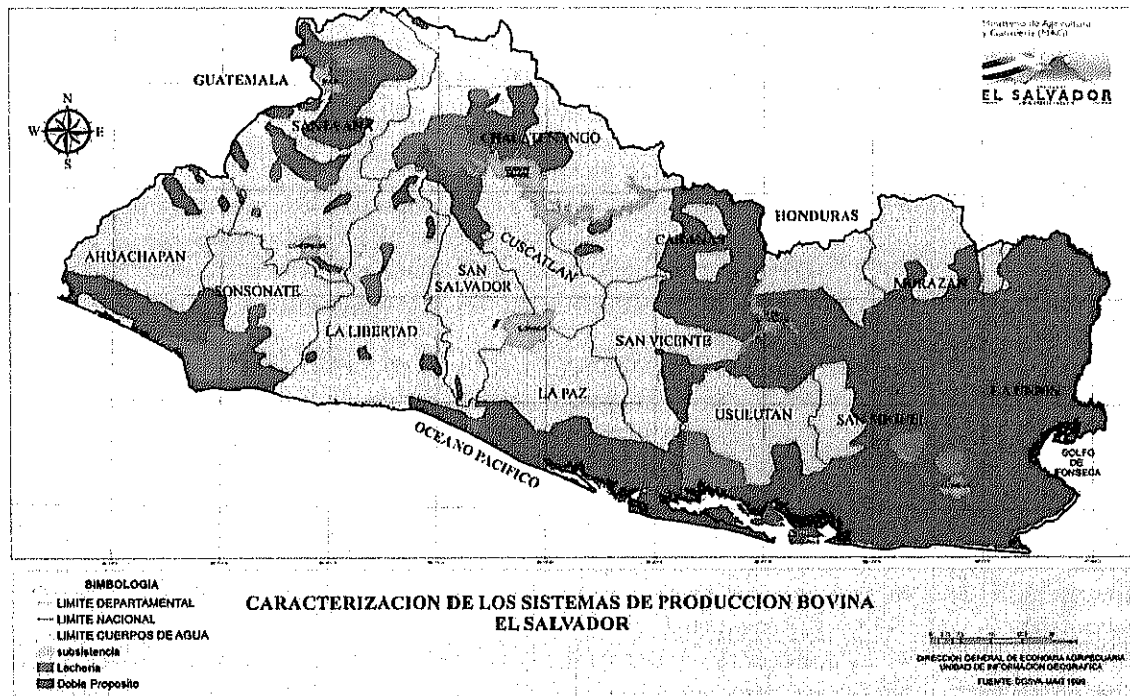 Ministerio de Agricultura
y Ganaderia (MAG)
EL SALVADOR
GUATEMALA
N
W
E
S
SANTA ANA
CHALATENANGO
HONDURAS
CABAÑAS
CUSCATLAN
AHUACHAPAN
SAN
SALVADOR
MORAZAN
SONSONATE
LA LIBERTAD
SAN VICENTE
LA PAZ
USULUTAN
SAN MIGUEL
LA UNION
OCEANO PACIFICO
GOLFO
DE
FONSECA
SIMBOLOGIA
LIMITE DEPARTAMENTAL
LIMITE NACIONAL
LIMITE CUERPOS DE AGUA
subsistencia
Lecheria
Doble Proposito
CARACTERIZACION DE LOS SISTEMAS DE PRODUCCION BOVINA
EL SALVADOR
DIRECCION GENERAL DE ECONOMIA AGROPECUARIA
UNIDAD DE INFORMACION GEOGRAFICA